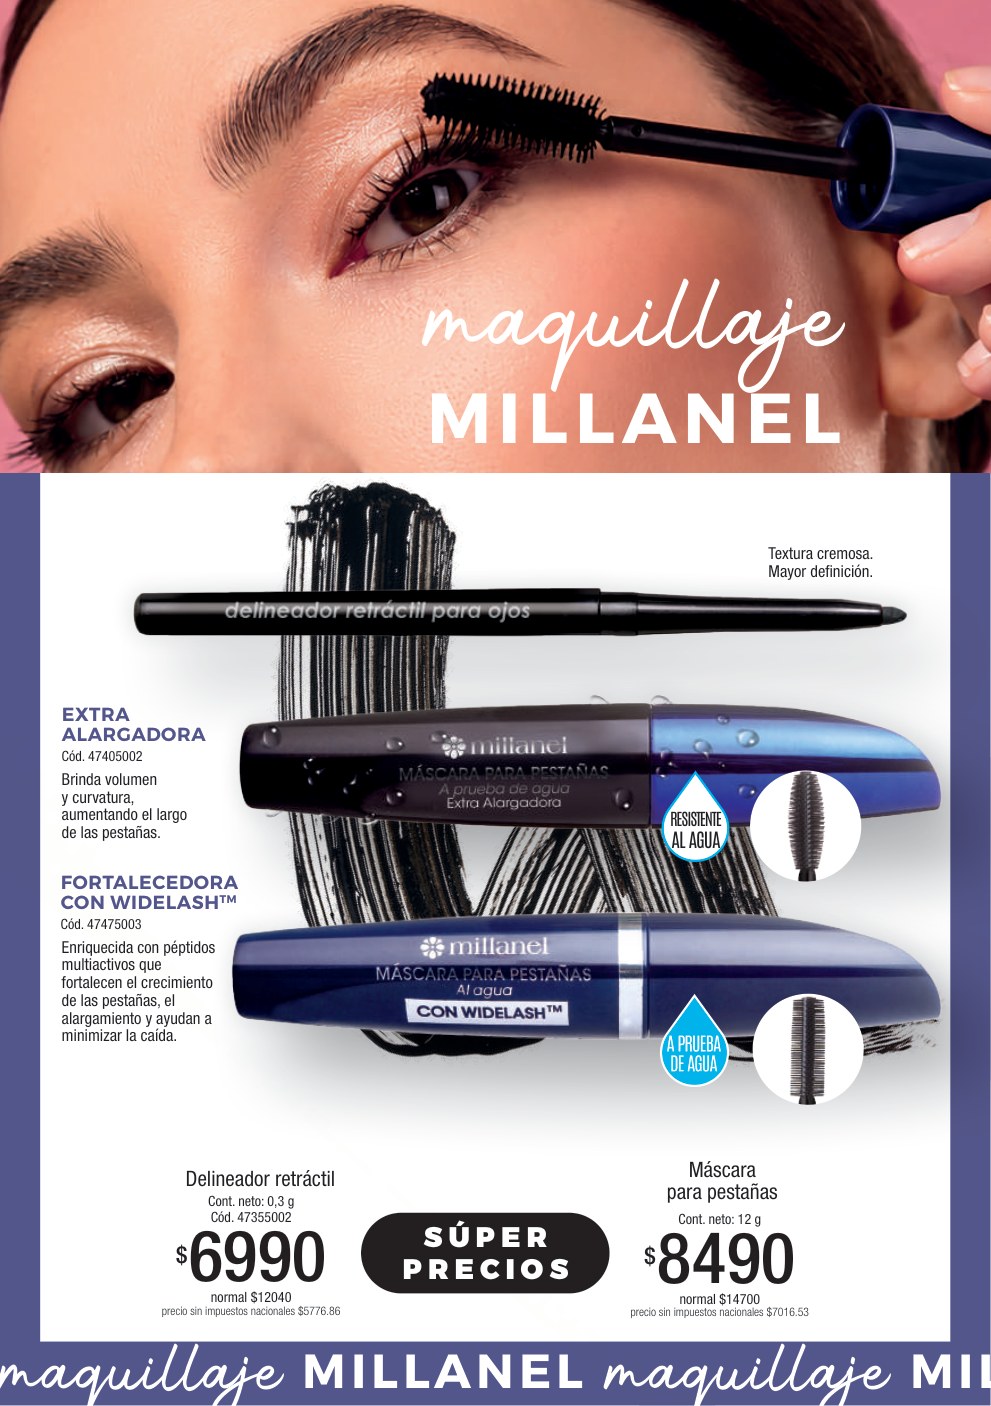 maquillaje
MILLANEL
Textura cremosa.
Mayor definición.
delineador retráctil para ojos
EXTRA
ALARGADORA
Cód. 47405002
Brinda volumen
y curvatura,
aumentando el largo
de las pestañas.
millanel
MÁSCARA PARA PESTAÑAS
A prueba de agua
Extra Alargadora
RESISTENTE
AL AGUA
FORTALECEDORA
CON WIDELASH™
Cód. 47475003
Enriquecida con péptidos
multiactivos que
fortalecen el crecimiento
de las pestañas, el
alargamiento y ayudan a
minimizar la caída.
millanel
MÁSCARA PARA PESTAÑAS
Al agua
CON WIDELASH™
A PRUEBA
DE AGUA
Delineador retráctil
Cont. neto: 0,3 g
Cód. 47355002
$6990
normal $12040
precio sin impuestos nacionales $5776.86
SÚPER
PRECIOS
Máscara
para pestañas
Cont. neto: 12 g
$8490
normal $14700
precio sin impuestos nacionales $7016.53
maquillaje MILLANEL maquillaje MIL